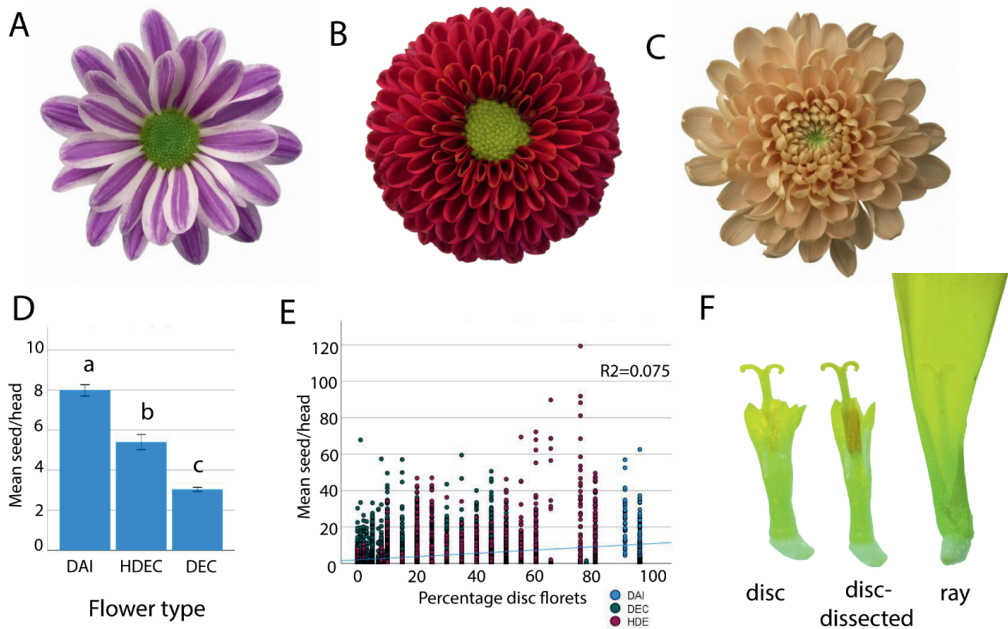 A
B
C
D
10
8
6
4
2
0
Mean seed/head
a
b
c
DAI HDEC DEC
Flower type
E
120
100
80
60
40
20
0
Mean seed/head
R2=0.075
0 20 40 60 80 100
Percentage disc florets
DAI
DEC
HDE
F
disc
disc-
dissected
ray